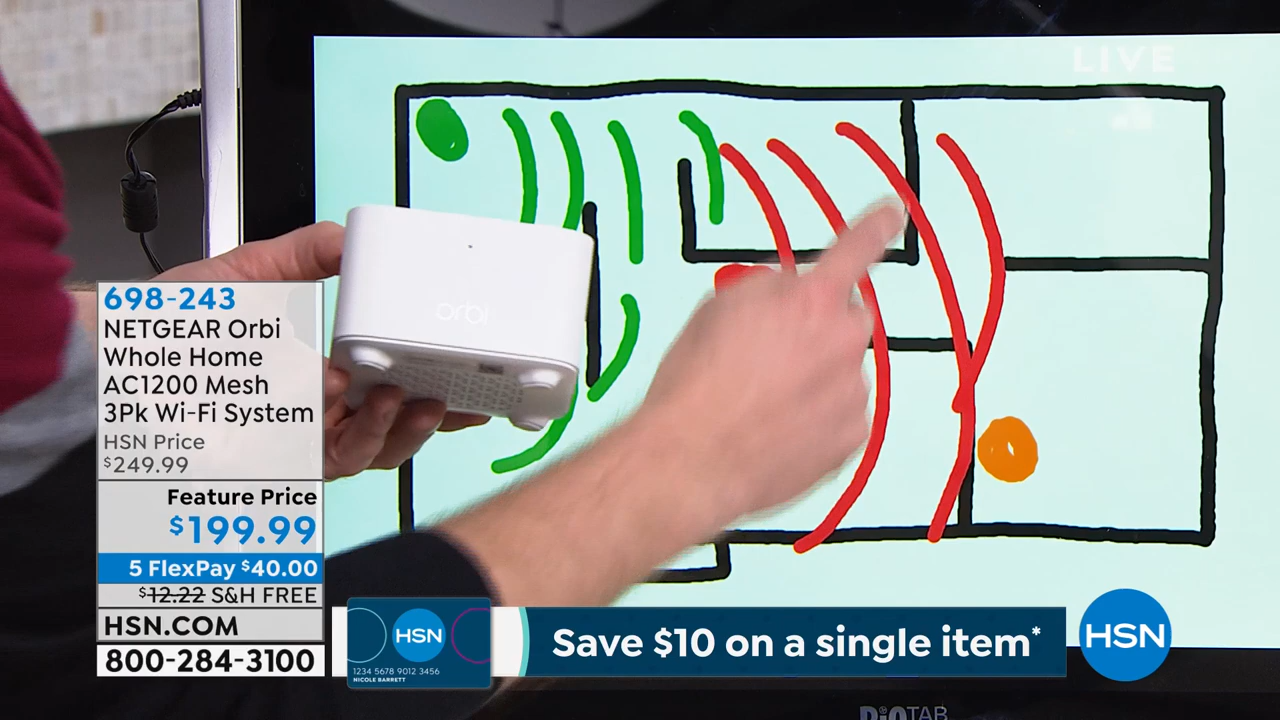 LIVE
orbi
698-243
NETGEAR Orbi
Whole Home
AC1200 Mesh
3Pk Wi-Fi System
HSN Price
$249.99
Feature Price
$199.99
5 FlexPay $40.00
$12.22 S&H FREE
HSN.COM
800-284-3100
HSN
1234 5678 9012 3456
NICOLE BARRETT
Save $10 on a single item*
HSN
BIGTAB